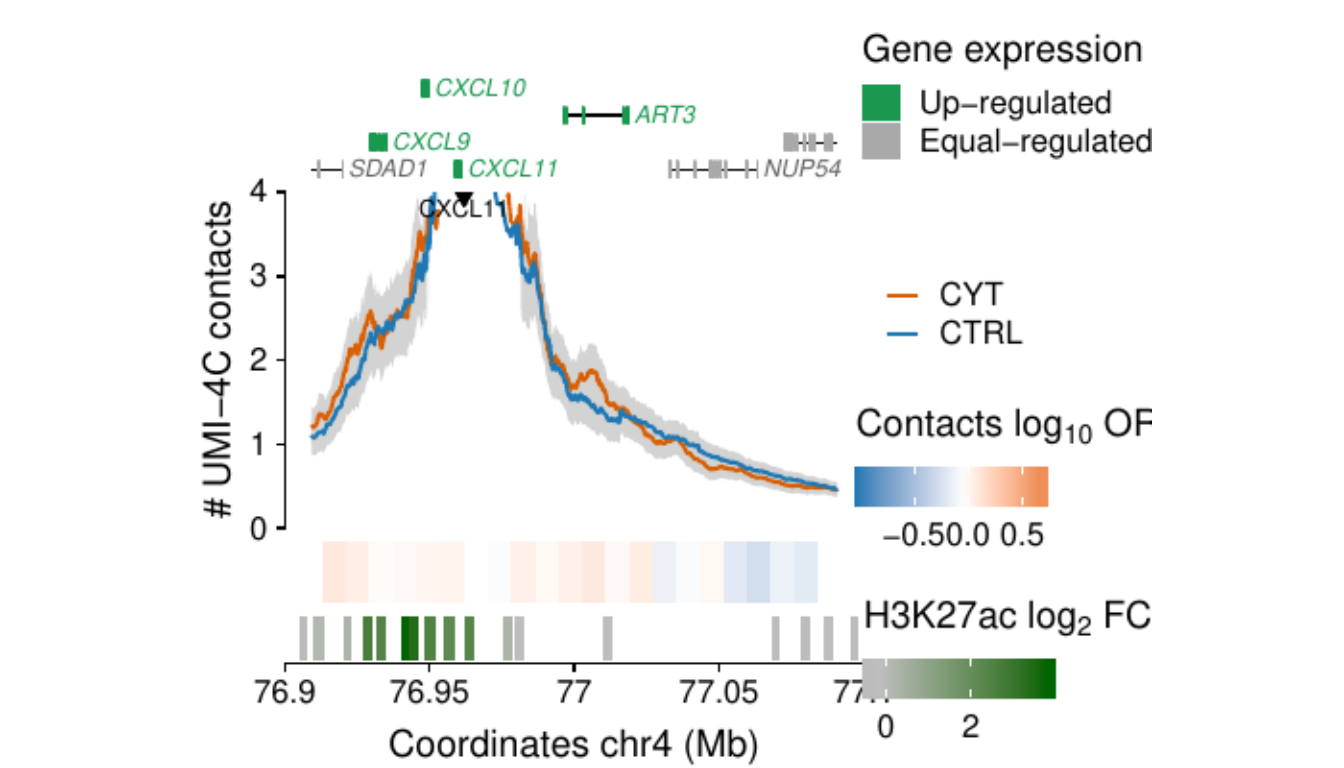 Gene expression
Up−regulated
Equal−regulated
CXCL10
ART3
CXCL9
SDAD1
CXCL11
NUP54
CXCL11
# UMI−4C contacts
4
3
2
1
0
CYT
CTRL
Contacts log10 OR
−0.5 0.0 0.5
H3K27ac log2 FC
0 2
76.9 76.95 77 77.05 77.
Coordinates chr4 (Mb)